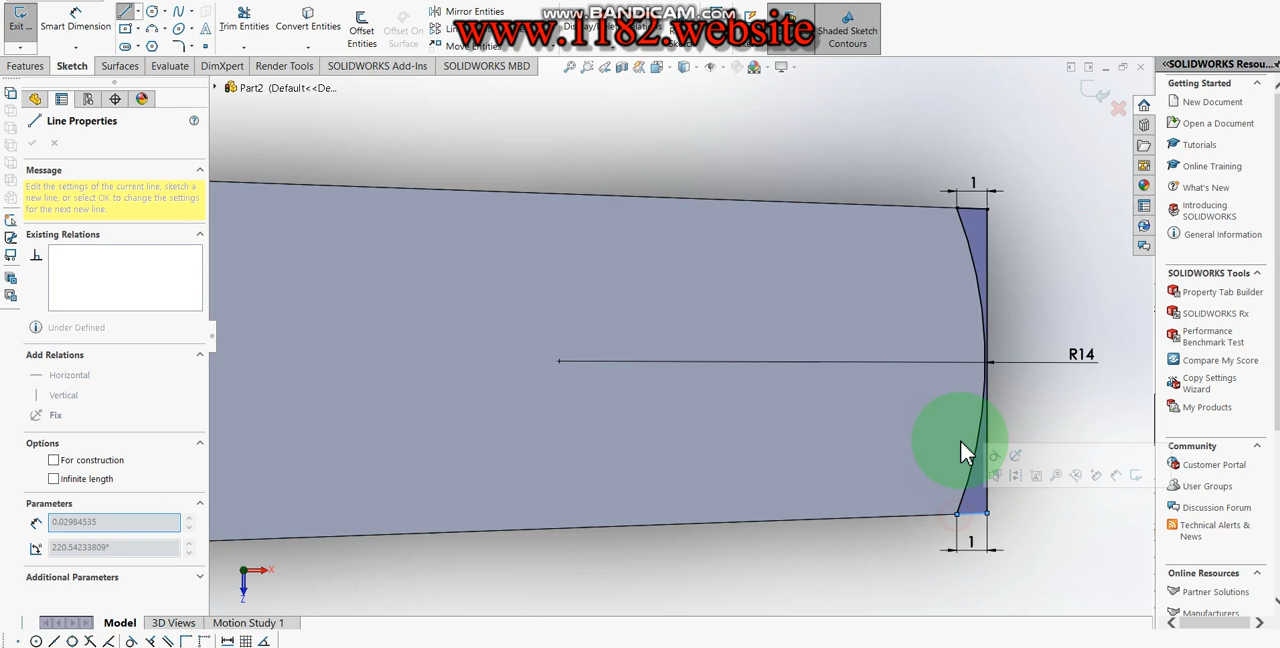 www.BANDICAM.com
www.1182.website
Exit ...
Smart Dimension
Trim Entities
Convert Entities
Offset Entities
Offset On Surface
Mirror Entities
Move Entities
Shaded Sketch Contours
Features
Sketch
Surfaces
Evaluate
DimXpert
Render Tools
SOLIDWORKS Add-Ins
SOLIDWORKS MBD
Part2 (Default<<De...
Line Properties
Message
Edit the settings of the current line, sketch a
new line, or select OK to change the settings
for the next new line.
Existing Relations
Under Defined
Add Relations
Horizontal
Vertical
Fix
Options
For construction
Infinite length
Parameters
0.02984535
220.54233809°
Additional Parameters
1
R14
1
X
Z
Model
3D Views
Motion Study 1
SOLIDWORKS Resou...
Getting Started
New Document
Open a Document
Tutorials
Online Training
What's New
Introducing
SOLIDWORKS
General Information
SOLIDWORKS Tools
Property Tab Builder
SOLIDWORKS Rx
Performance
Benchmark Test
Compare My Score
Copy Settings
Wizard
My Products
Community
Customer Portal
User Groups
Discussion Forum
Technical Alerts &
News
Online Resources
Partner Solutions
Manufacturers